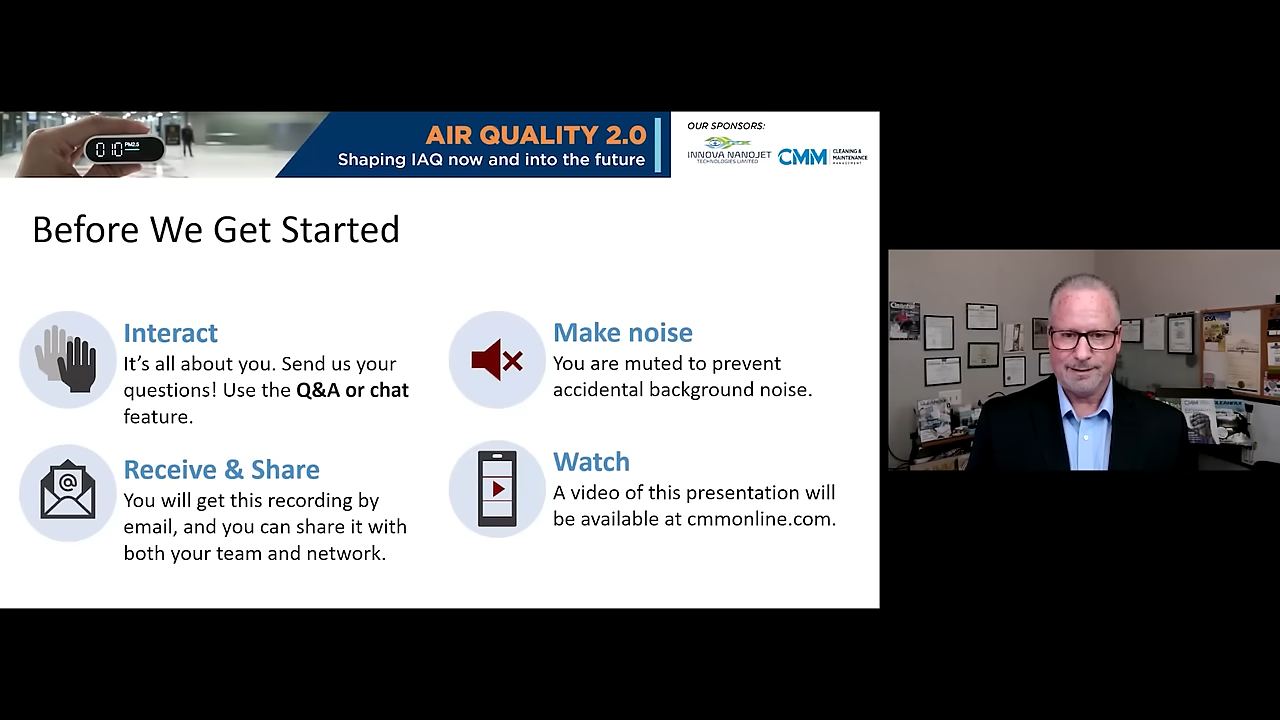 010 PM2.5
AIR QUALITY 2.0
Shaping IAQ now and into the future
OUR SPONSORS:
INNOVA NANOJET
TECHNOLOGIES LIMITED
CMM CLEANING &
MAINTENANCE
MANAGEMENT
Before We Get Started
Interact
It's all about you. Send us your
questions! Use the Q&A or chat
feature.
Make noise
You are muted to prevent
accidental background noise.
Receive & Share
You will get this recording by
email, and you can share it with
both your team and network.
Watch
A video of this presentation will
be available at cmmonline.com.
CMM